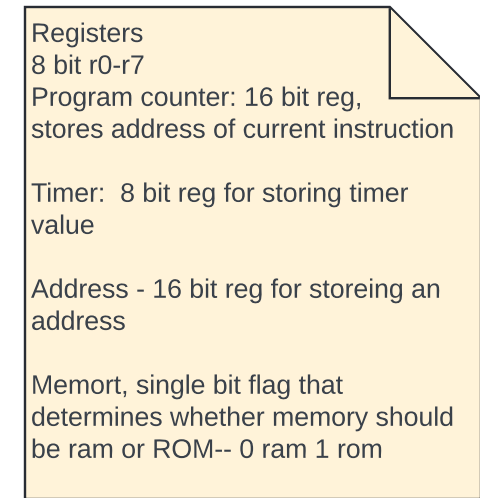 Registers
8 bit r0-r7
Program counter: 16 bit reg,
stores address of current instruction
Timer:  8 bit reg for storing timer
value
Address - 16 bit reg for storeing an
address
Memort, single bit flag that
determines whether memory should
be ram or ROM-- 0 ram 1 rom